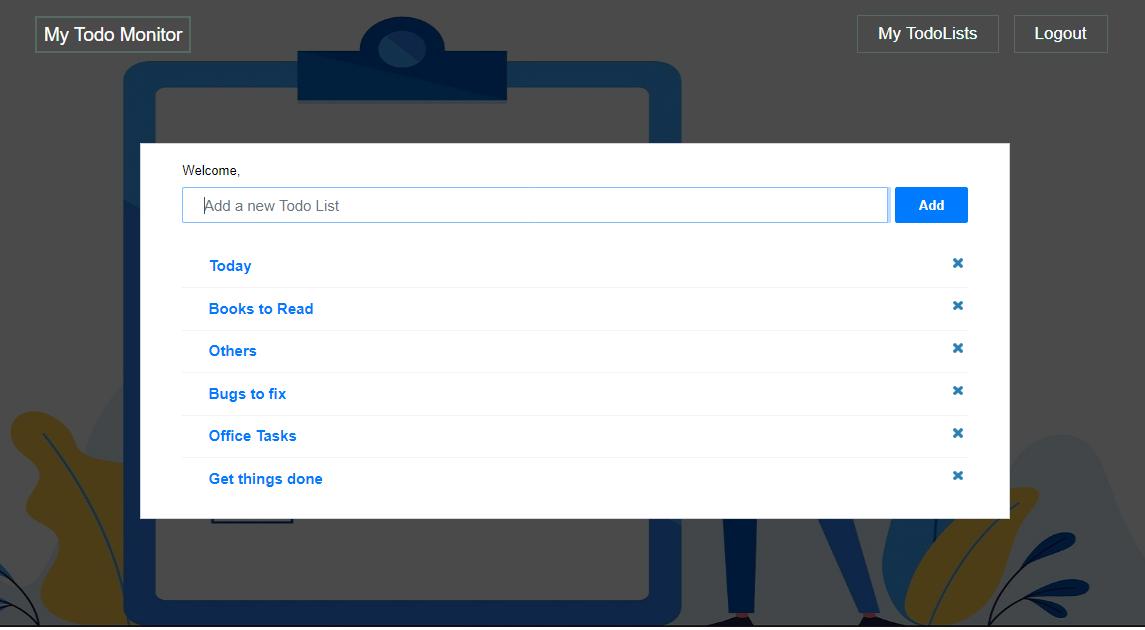 My Todo Monitor
My TodoLists
Logout
Welcome,
Add a new Todo List
Add
Today
Books to Read
Others
Bugs to fix
Office Tasks
Get things done